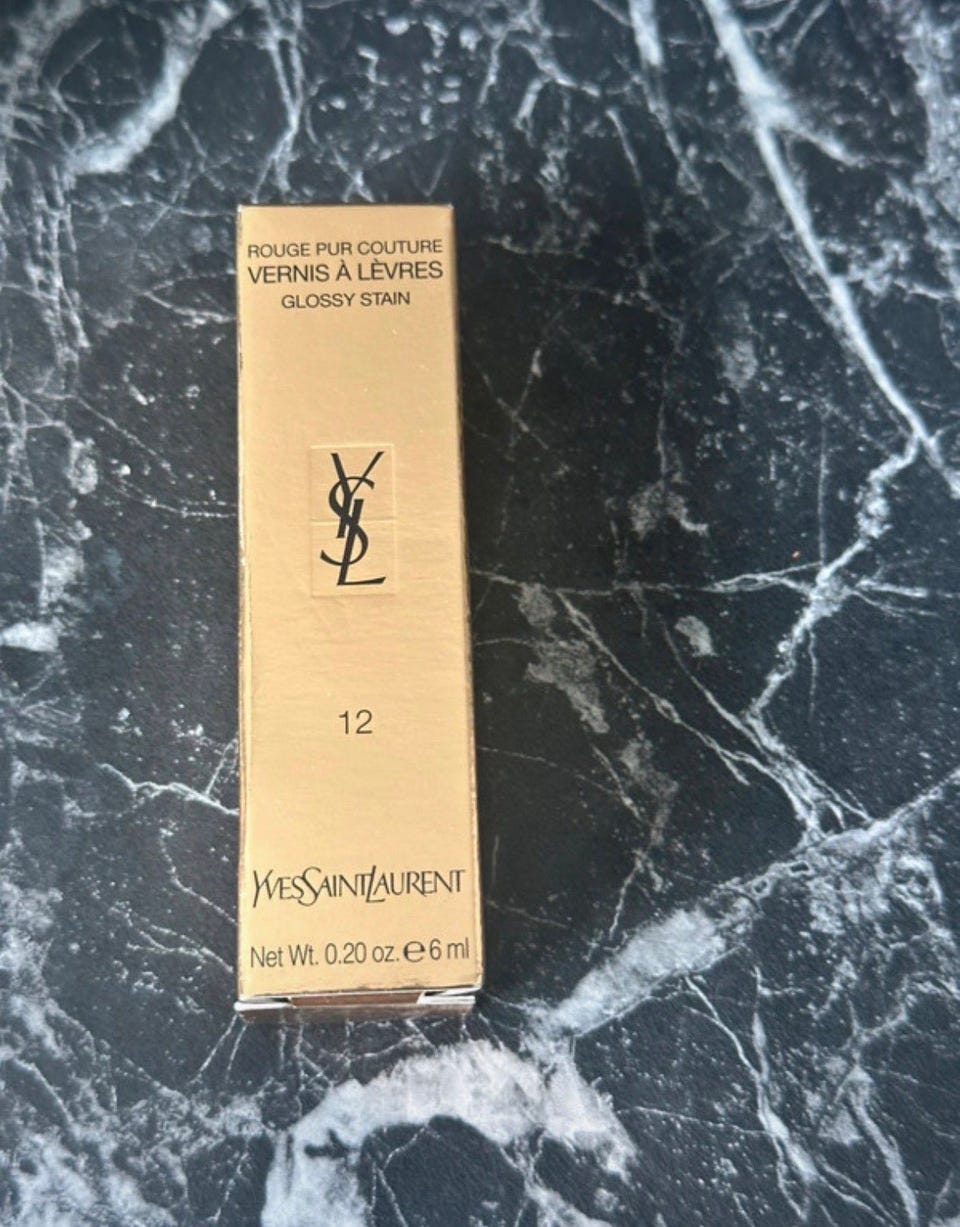 ROUGE PUR COUTURE
VERNIS À LÈVRES
GLOSSY STAIN
YSL
12
YVESSAINTLAURENT
Net Wt. 0.20 oz. ℮ 6 ml